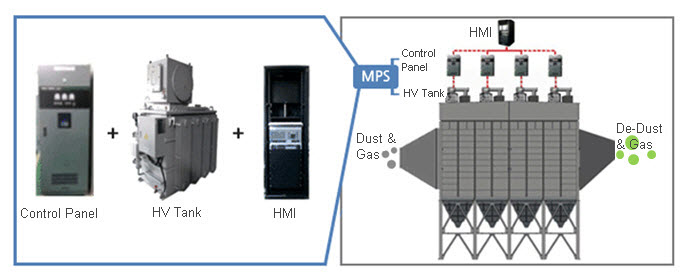 Control Panel
+
HV Tank
+
HMI
MPS
HMI
Control
Panel
HV Tank
Dust &
Gas
De-Dust
& Gas